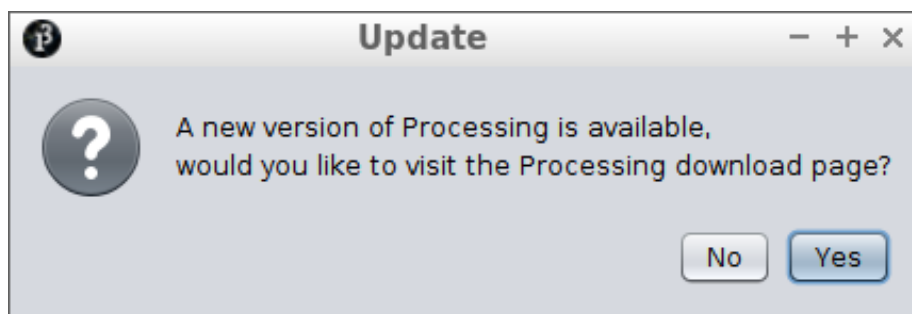 Update
A new version of Processing is available,
would you like to visit the Processing download page?
No Yes